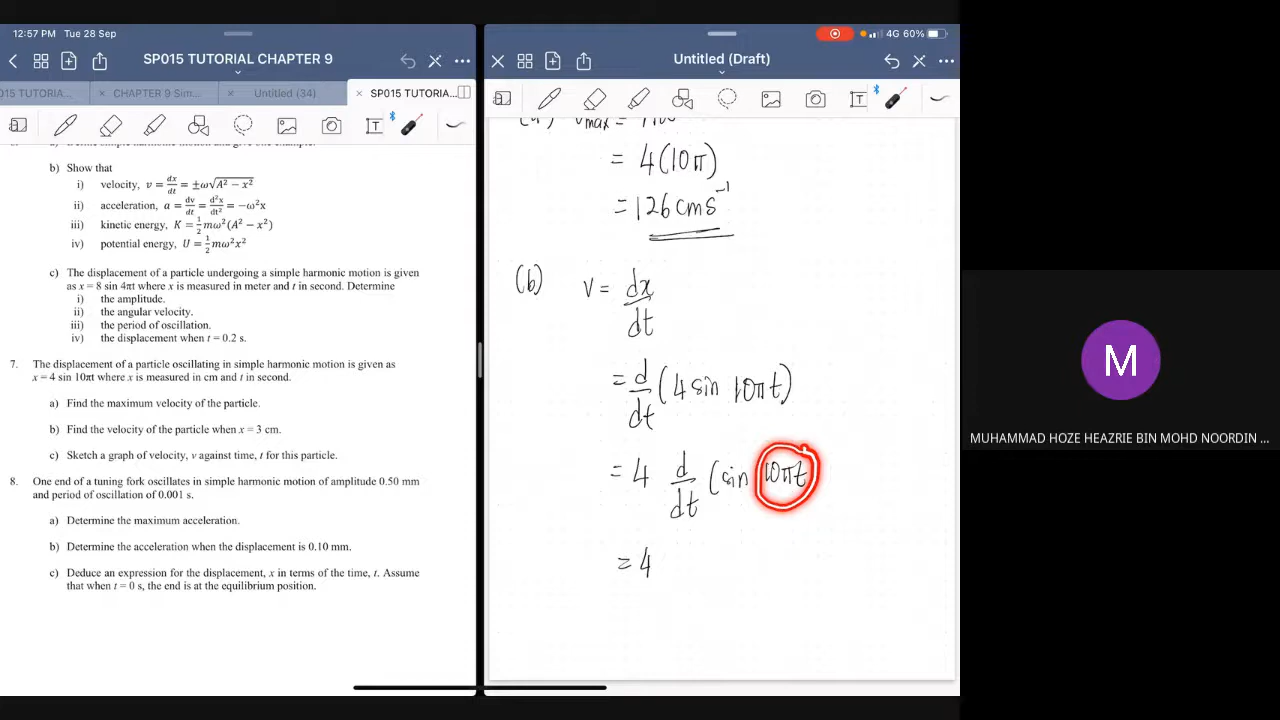 12:57 PM Tue 28 Sep
SP015 TUTORIAL CHAPTER 9
015 TUTORIA...
CHAPTER 9 Sim...
Untitled (34)
SP015 TUTORIA...
b) Show that
i) velocity, v = dx/dt = ±ω√A² − x²
ii) acceleration, a = dv/dt = d²x/dt² = −ω²x
iii) kinetic energy, K = 1/2 mω²(A² − x²)
iv) potential energy, U = 1/2 mω²x²
c) The displacement of a particle undergoing a simple harmonic motion is given
as x = 8 sin 4πt where x is measured in meter and t in second. Determine
i) the amplitude.
ii) the angular velocity.
iii) the period of oscillation.
iv) the displacement when t = 0.2 s.
7. The displacement of a particle oscillating in simple harmonic motion is given as
x = 4 sin 10πt where x is measured in cm and t in second.
a) Find the maximum velocity of the particle.
b) Find the velocity of the particle when x = 3 cm.
c) Sketch a graph of velocity, v against time, t for this particle.
8. One end of a tuning fork oscillates in simple harmonic motion of amplitude 0.50 mm
and period of oscillation of 0.001 s.
a) Determine the maximum acceleration.
b) Determine the acceleration when the displacement is 0.10 mm.
c) Deduce an expression for the displacement, x in terms of the time, t. Assume
that when t = 0 s, the end is at the equilibrium position.
4G 60%
Untitled (Draft)
Vmax =
= 4(10π)
= 126 cms⁻¹
(b) v = dx/dt
= d/dt (4 sin 10πt)
= 4 d/dt (sin 10πt
= 4
M
MUHAMMAD HOZE HEAZRIE BIN MOHD NOORDIN ...